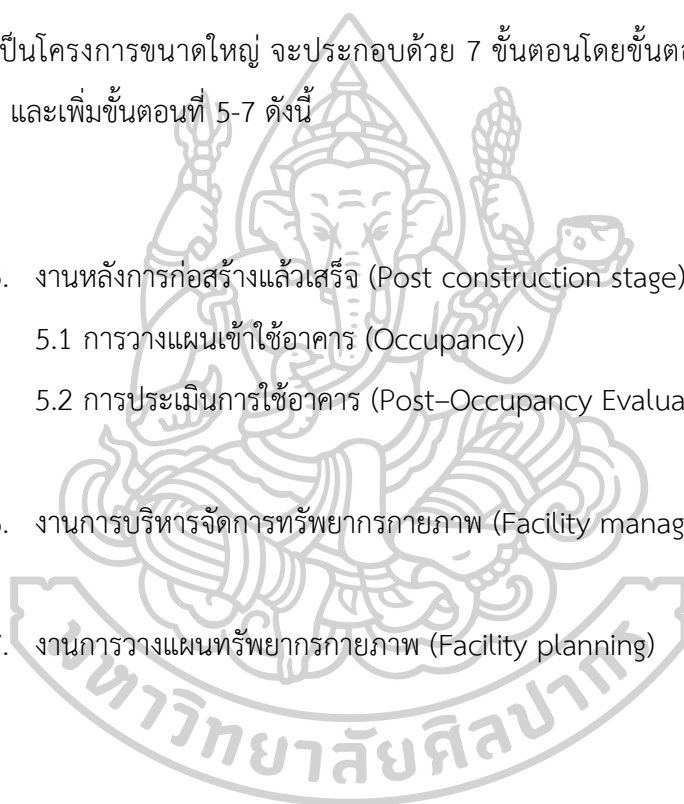 เป็นโครงการขนาดใหญ่ จะประกอบด้วย 7 ขั้นตอนโดยขั้นตอ
และเพิ่มขั้นตอนที่ 5-7 ดังนี้
งานหลังการก่อสร้างแล้วเสร็จ (Post construction stage)
5.1 การวางแผนเข้าใช้อาคาร (Occupancy)
5.2 การประเมินการใช้อาคาร (Post–Occupancy Evalua
งานการบริหารจัดการทรัพยากรกายภาพ (Facility manag
7. งานการวางแผนทรัพยากรกายภาพ (Facility planning)
มหาวิทยาลัยศิลปากร